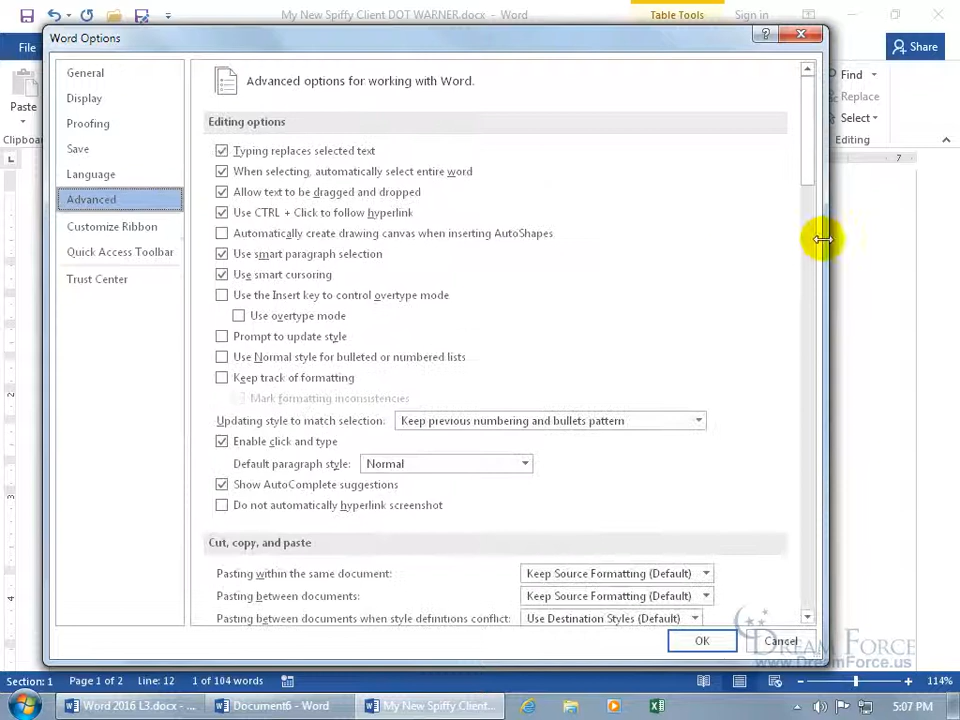 My New Spiffy Client DOT WARNER.docx - Word
Table Tools
Sign in
Word Options
File
Share
Paste
Clipboa
Find
Replace
Select
Editing
7
General
Display
Proofing
Save
Language
Advanced
Customize Ribbon
Quick Access Toolbar
Trust Center
Advanced options for working with Word.
Editing options
Typing replaces selected text
When selecting, automatically select entire word
Allow text to be dragged and dropped
Use CTRL + Click to follow hyperlink
Automatically create drawing canvas when inserting AutoShapes
Use smart paragraph selection
Use smart cursoring
Use the Insert key to control overtype mode
Use overtype mode
Prompt to update style
Use Normal style for bulleted or numbered lists
Keep track of formatting
Mark formatting inconsistencies
Updating style to match selection: Keep previous numbering and bullets pattern
Enable click and type
Default paragraph style: Normal
Show AutoComplete suggestions
Do not automatically hyperlink screenshot
Cut, copy, and paste
Pasting within the same document: Keep Source Formatting (Default)
Pasting between documents: Keep Source Formatting (Default)
Pasting between documents when style definitions conflict: Use Destination Styles (Default)
OK
Cancel
2
3
4
DREAM FORCE
www.DreamForce.us
Section: 1 Page 1 of 2 Line: 12 1 of 104 words
114%
Word 2016 L3.docx - ...
Document6 - Word
My New Spiffy Client...
5:07 PM